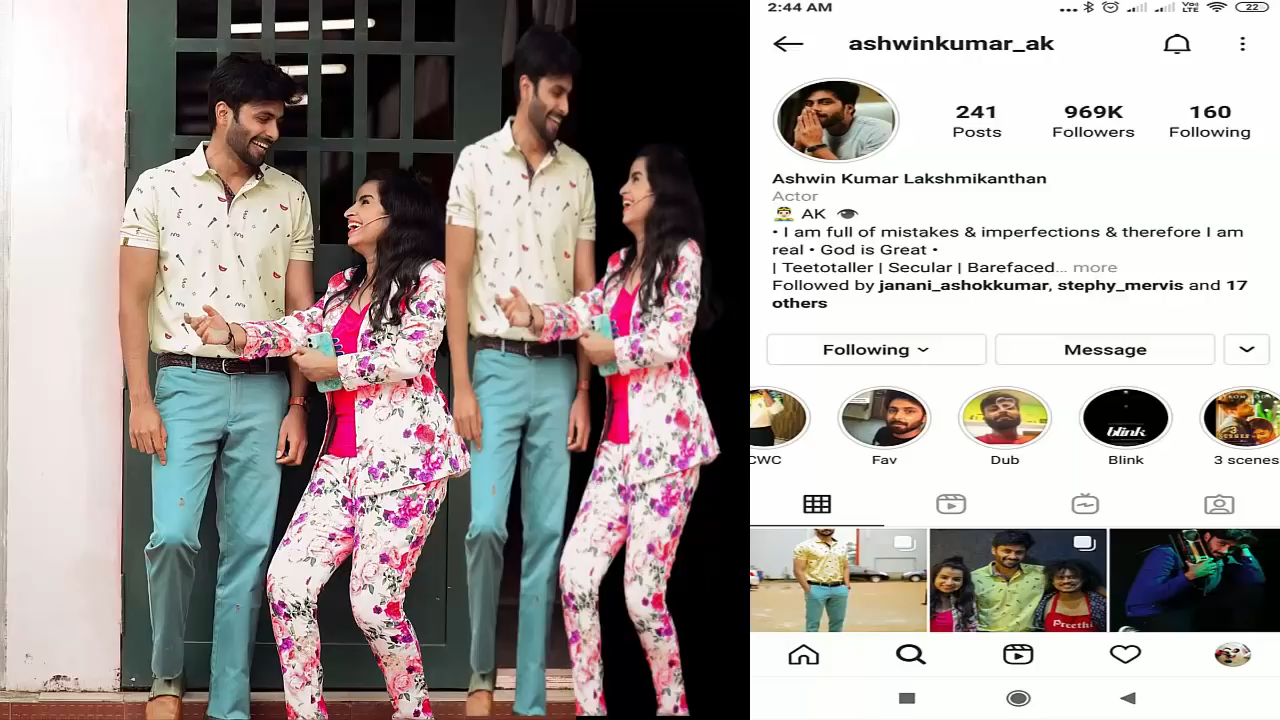 2:44 AM
Vo)
LTE
22
ashwinkumar_ak
241
969K
160
Posts
Followers
Following
Ashwin Kumar Lakshmikanthan
Actor
🤵 AK 👁
• I am full of mistakes & imperfections & therefore I am
real • God is Great •
| Teetotaller | Secular | Barefaced... more
Followed by janani_ashokkumar, stephy_mervis and 17
others
Following
Message
blink
CWC
Fav
Dub
Blink
3 scenes
Preethi